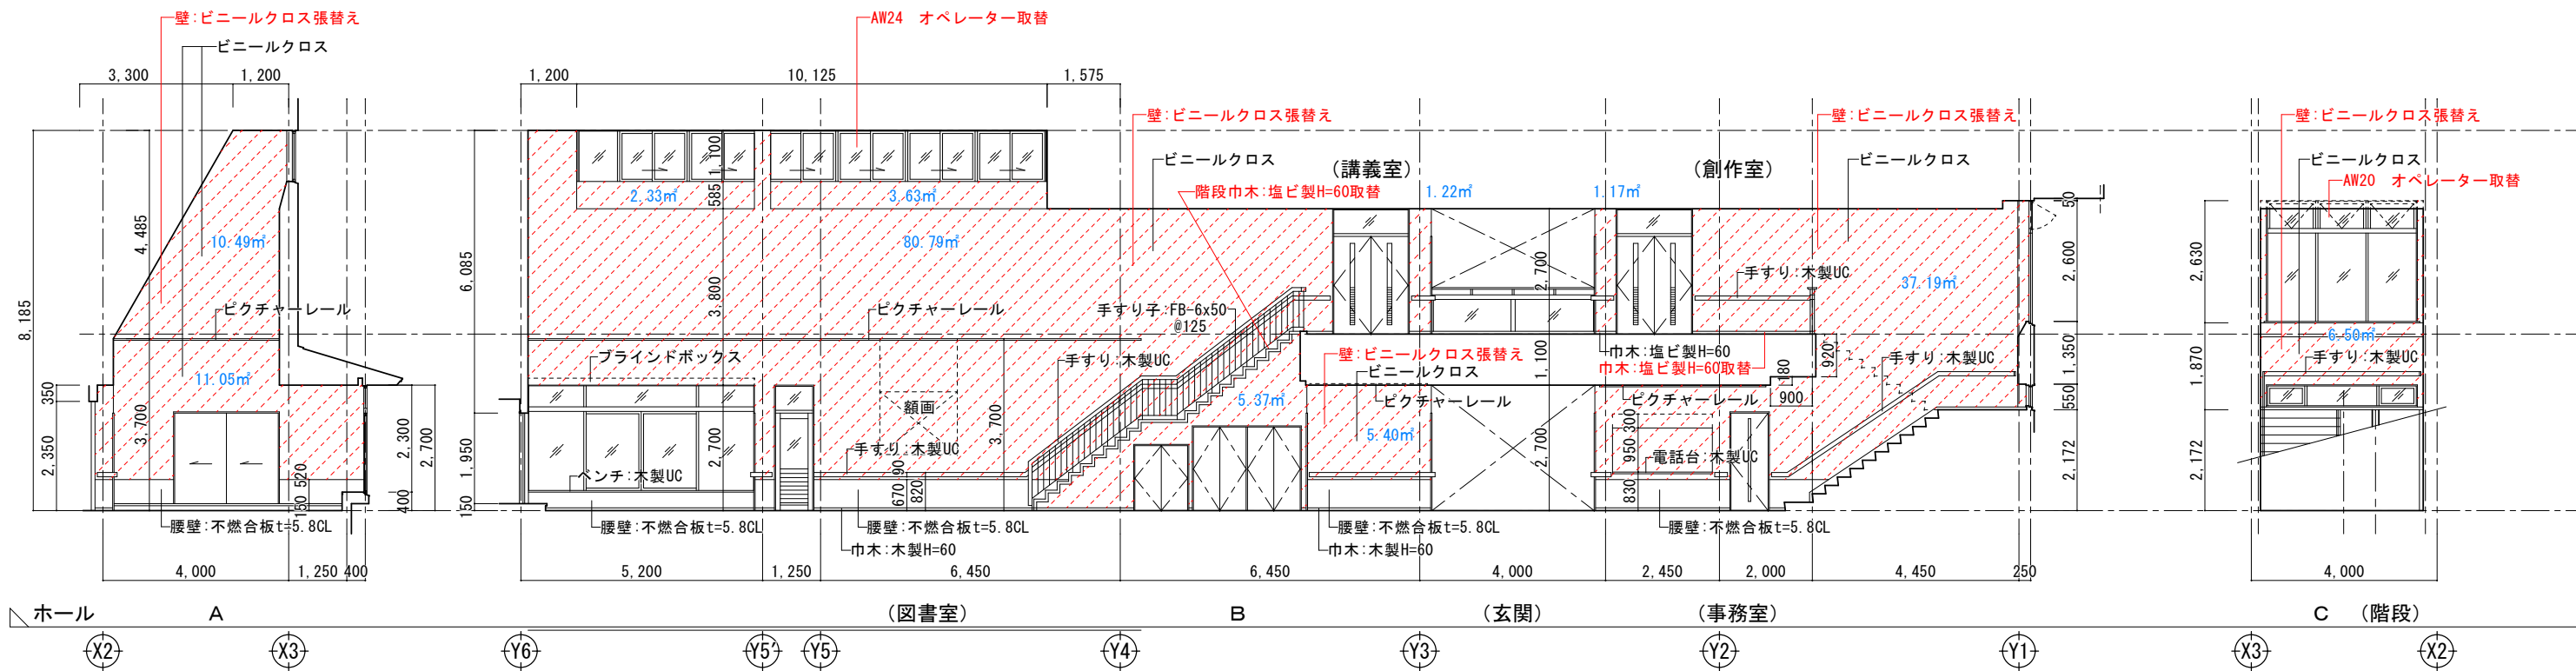 壁:ビニールクロス張替え
ビニールクロス
3,300
1,200
8,185
4,485
10.49㎡
ピクチャーレール
11.05㎡
350
2,350
3,700
150
520
2,300
2,700
400
腰壁:不燃合板t=5.8CL
4,000
1,250
400
AW24 オペレーター取替
1,200
10,125
1,575
壁:ビニールクロス張替え
ビニールクロス
(講義室)
(創作室)
階段巾木:塩ビ製H=60取替
1,100
585
2.33㎡
3.63㎡
1.22㎡
1.17㎡
80.79㎡
6,085
3,800
2,700
ピクチャーレール
手すり子:FB-6x50
@125
手すり:木製UC
ブラインドボックス
手すり:木製UC
壁:ビニールクロス張替え
ビニールクロス
巾木:塩ビ製H=60
巾木:塩ビ製H=60取替
1,100
180
920
900
額画
3,700
5.37㎡
5.40㎡
ピクチャーレール
ピクチャーレール
手すり:木製UC
ベンチ:木製UC
2,700
1,950
150
670
90
820
2,700
950
300
830
電話台:木製UC
腰壁:不燃合板t=5.8CL
腰壁:不燃合板t=5.8CL
腰壁:不燃合板t=5.8CL
腰壁:不燃合板t=5.8CL
巾木:木製H=60
巾木:木製H=60
壁:ビニールクロス張替え
ビニールクロス
37.19㎡
手すり:木製UC
50
2,600
1,350
550
2,172
5,200
1,250
6,450
6,450
4,000
2,450
2,000
4,450
250
壁:ビニールクロス張替え
ビニールクロス
AW20 オペレーター取替
2,630
1,870
2,172
6.50㎡
手すり:木製UC
4,000
ホール
A
(図書室)
B
(玄関)
(事務室)
C (階段)
X2
X3
Y6
Y5'
Y5
Y4
Y3
Y2
Y1
X3
X2